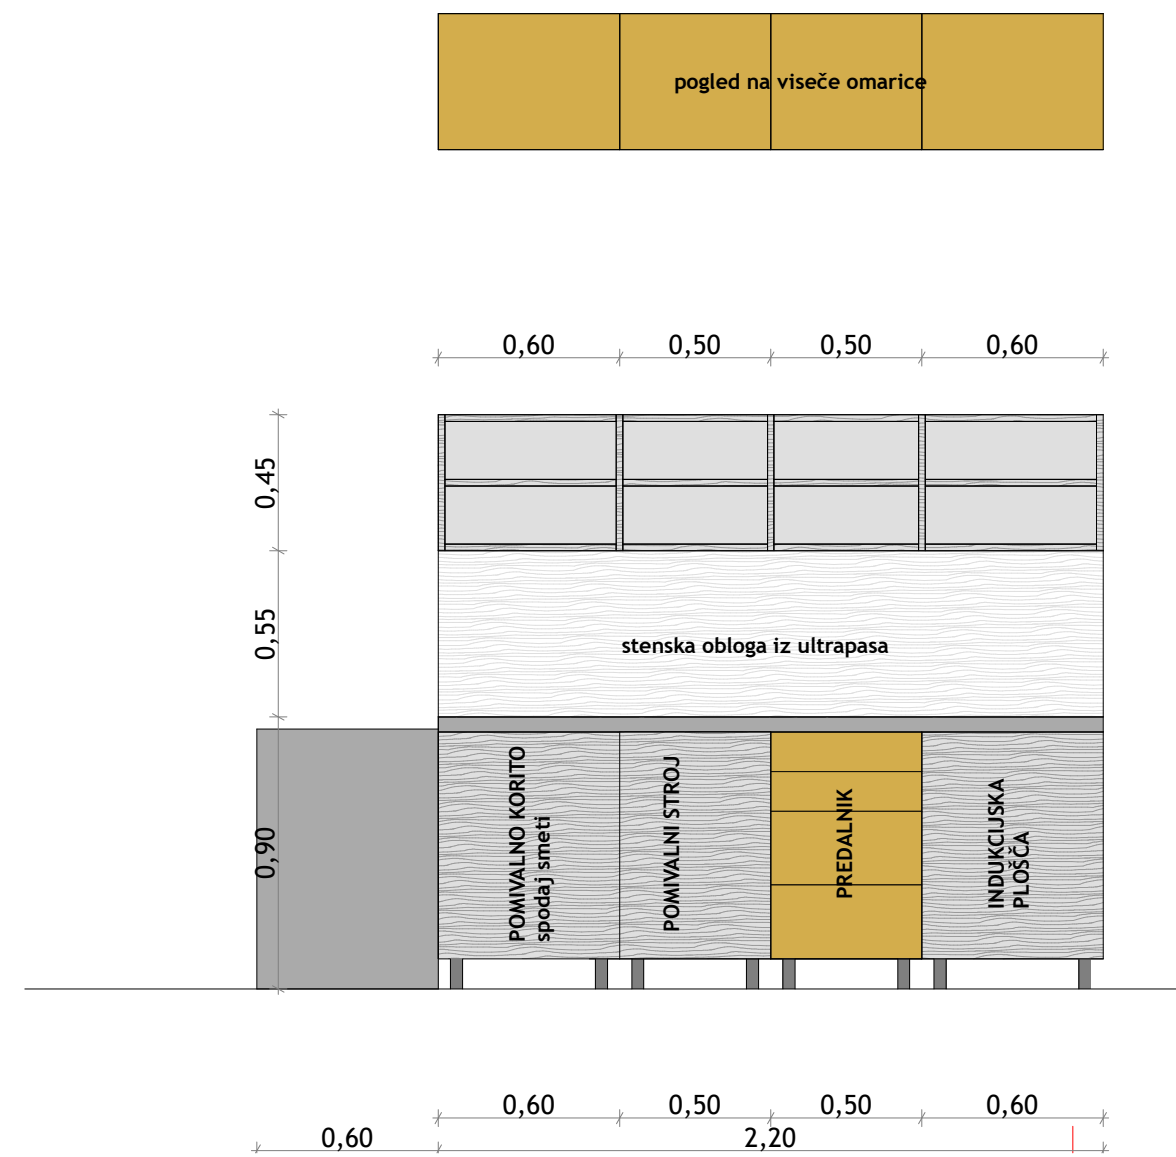 pogled na viseče omarice
0,60 0,50 0,50 0,60
0,45
0,55
stenska obloga iz ultrapasa
0,90
POMIVALNO KORITO
spodaj smeti
POMIVALNI STROJ
PREDALNIK
INDUKCIJSKA
PLOŠČA
0,60 0,50 0,50 0,60
0,60 2,20